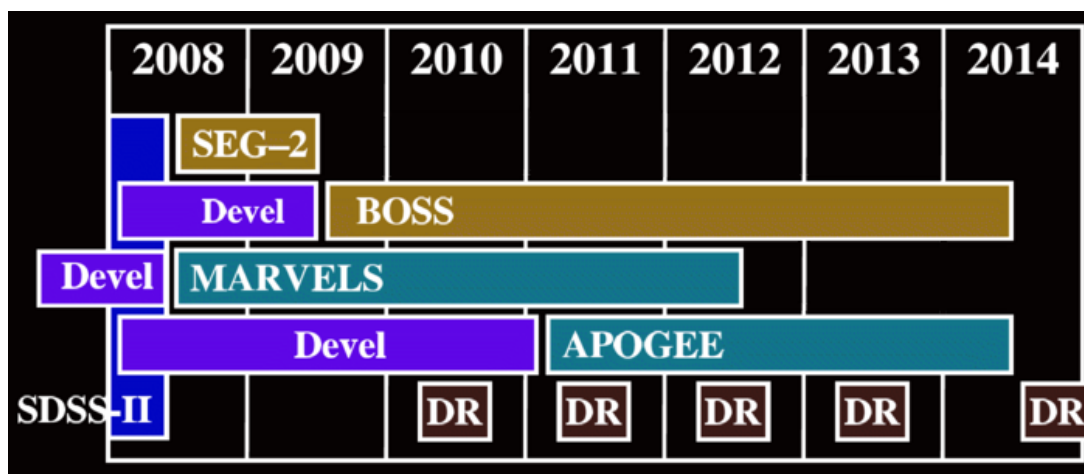 2008 2009 2010 2011 2012 2013 2014
SEG–2
Devel BOSS
Devel MARVELS
Devel APOGEE
SDSS-II DR DR DR DR DR